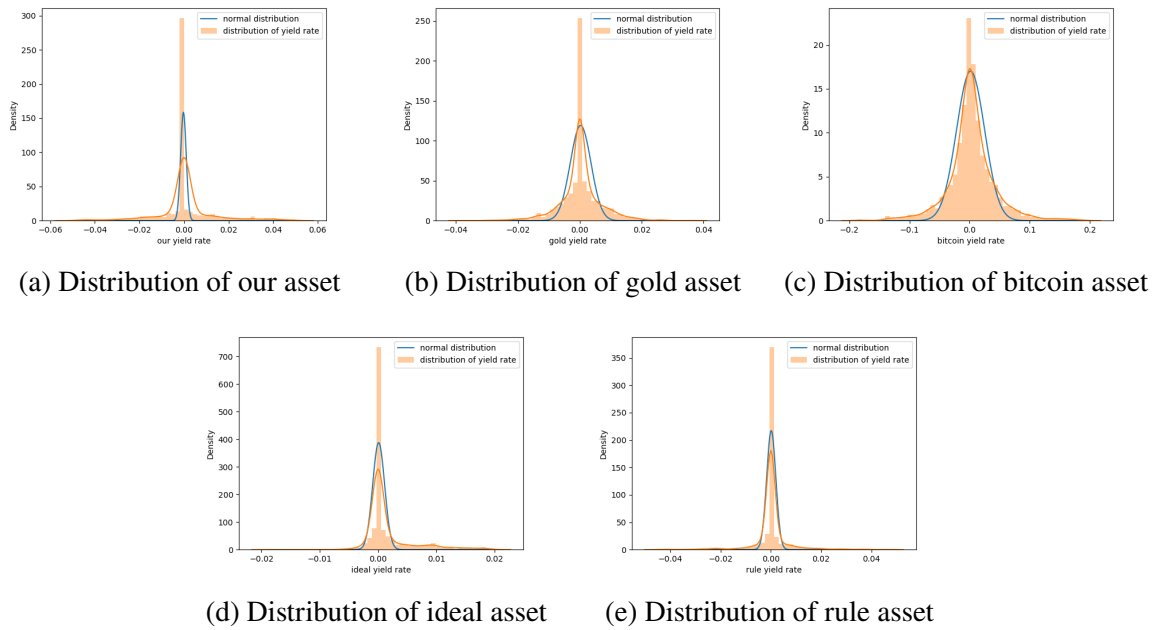 normal distribution
distribution of yield rate
Density
300
250
200
150
100
50
0
−0.06 −0.04 −0.02 0.00 0.02 0.04 0.06
our yield rate
(a) Distribution of our asset
normal distribution
distribution of yield rate
Density
250
200
150
100
50
0
−0.04 −0.02 0.00 0.02 0.04
gold yield rate
(b) Distribution of gold asset
normal distribution
distribution of yield rate
Density
20
15
10
5
0
−0.2 −0.1 0.0 0.1 0.2
bitcoin yield rate
(c) Distribution of bitcoin asset
normal distribution
distribution of yield rate
Density
700
600
500
400
300
200
100
0
−0.02 −0.01 0.00 0.01 0.02
ideal yield rate
(d) Distribution of ideal asset
normal distribution
distribution of yield rate
Density
350
300
250
200
150
100
50
0
−0.04 −0.02 0.00 0.02 0.04
rule yield rate
(e) Distribution of rule asset